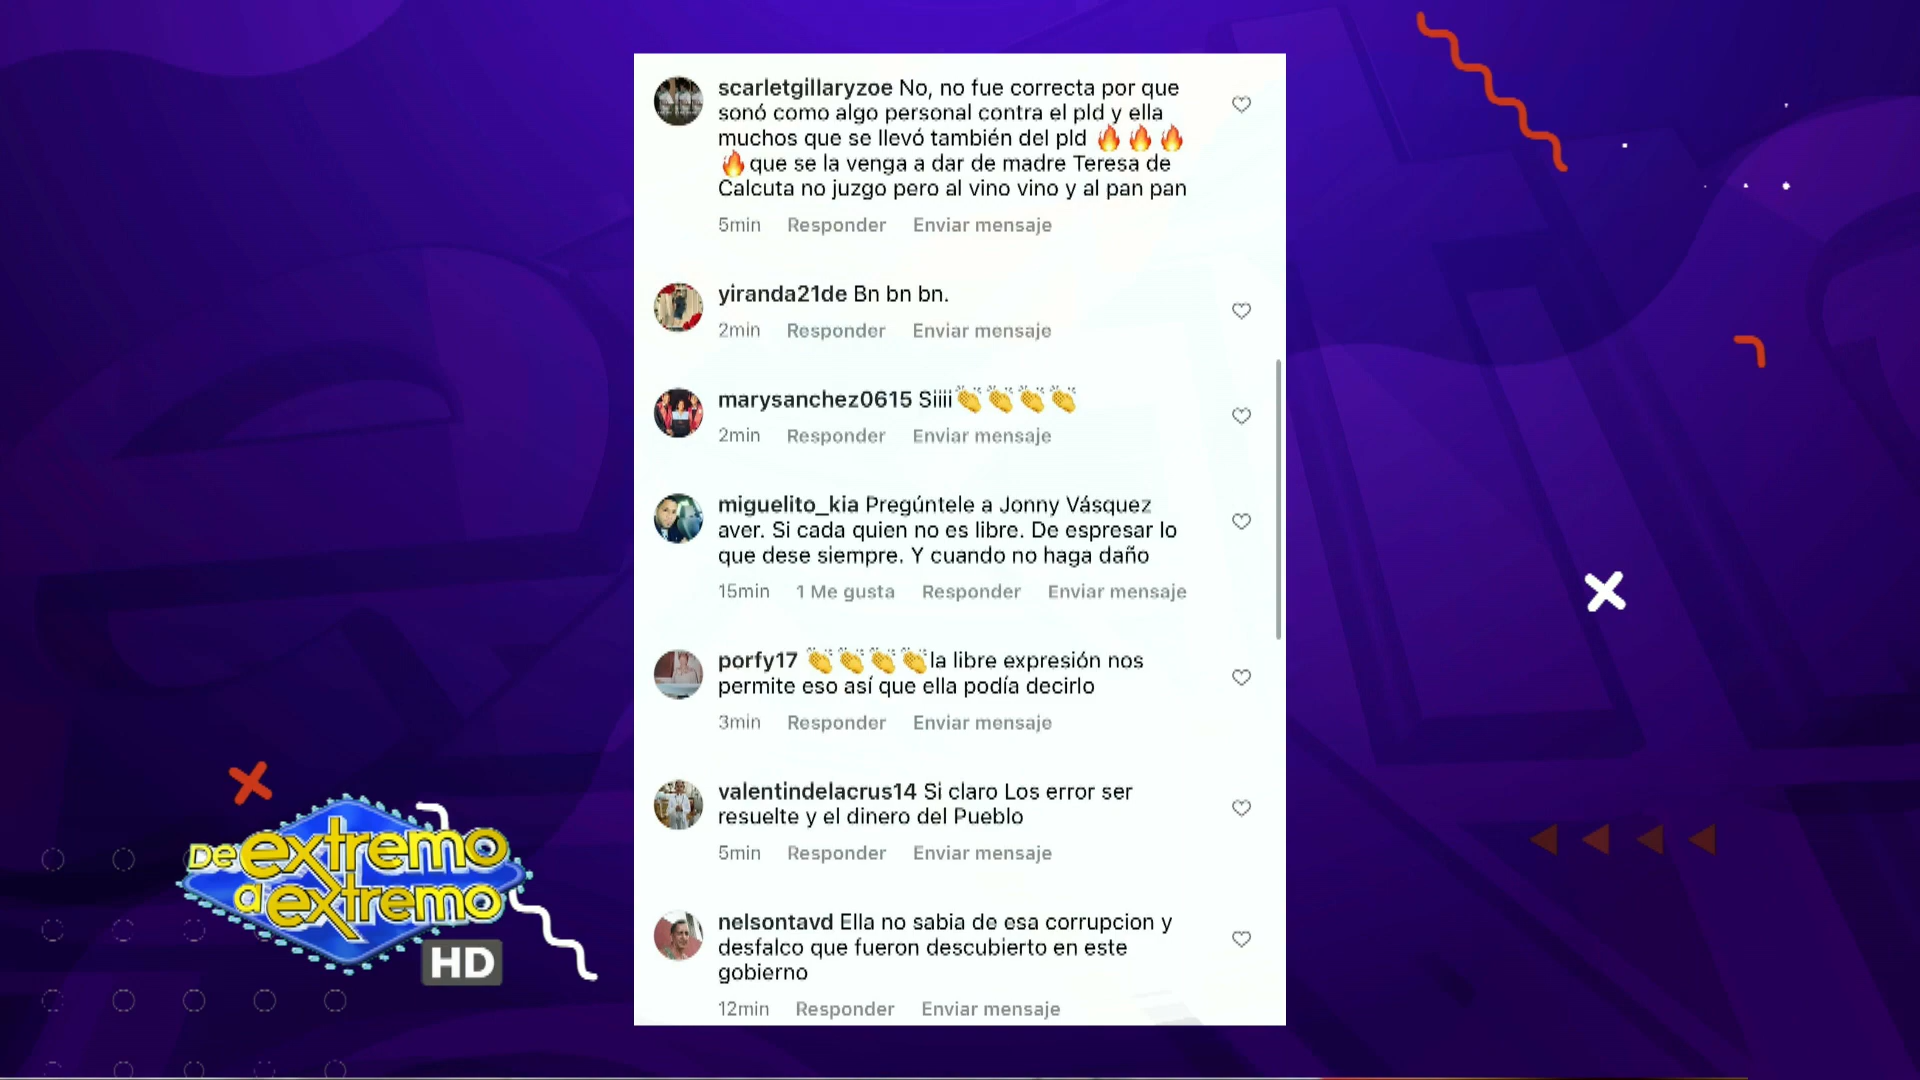 scarletgillaryzoe No, no fue correcta por que
sonó como algo personal contra el pld y ella
muchos que se llevó también del pld 🔥🔥🔥
🔥que se la venga a dar de madre Teresa de
Calcuta no juzgo pero al vino vino y al pan pan
5min Responder Enviar mensaje
yiranda21de Bn bn bn.
2min Responder Enviar mensaje
marysanchez0615 Siiii👏👏👏👏
2min Responder Enviar mensaje
miguelito_kia Pregúntele a Jonny Vásquez
aver. Si cada quien no es libre. De espresar lo
que dese siempre. Y cuando no haga daño
15min 1 Me gusta Responder Enviar mensaje
porfy17 👏👏👏👏la libre expresión nos
permite eso así que ella podía decirlo
3min Responder Enviar mensaje
valentindelacrus14 Si claro Los error ser
resuelte y el dinero del Pueblo
5min Responder Enviar mensaje
nelsontavd Ella no sabia de esa corrupcion y
desfalco que fueron descubierto en este
gobierno
12min Responder Enviar mensaje
De extremo
a extremo
HD